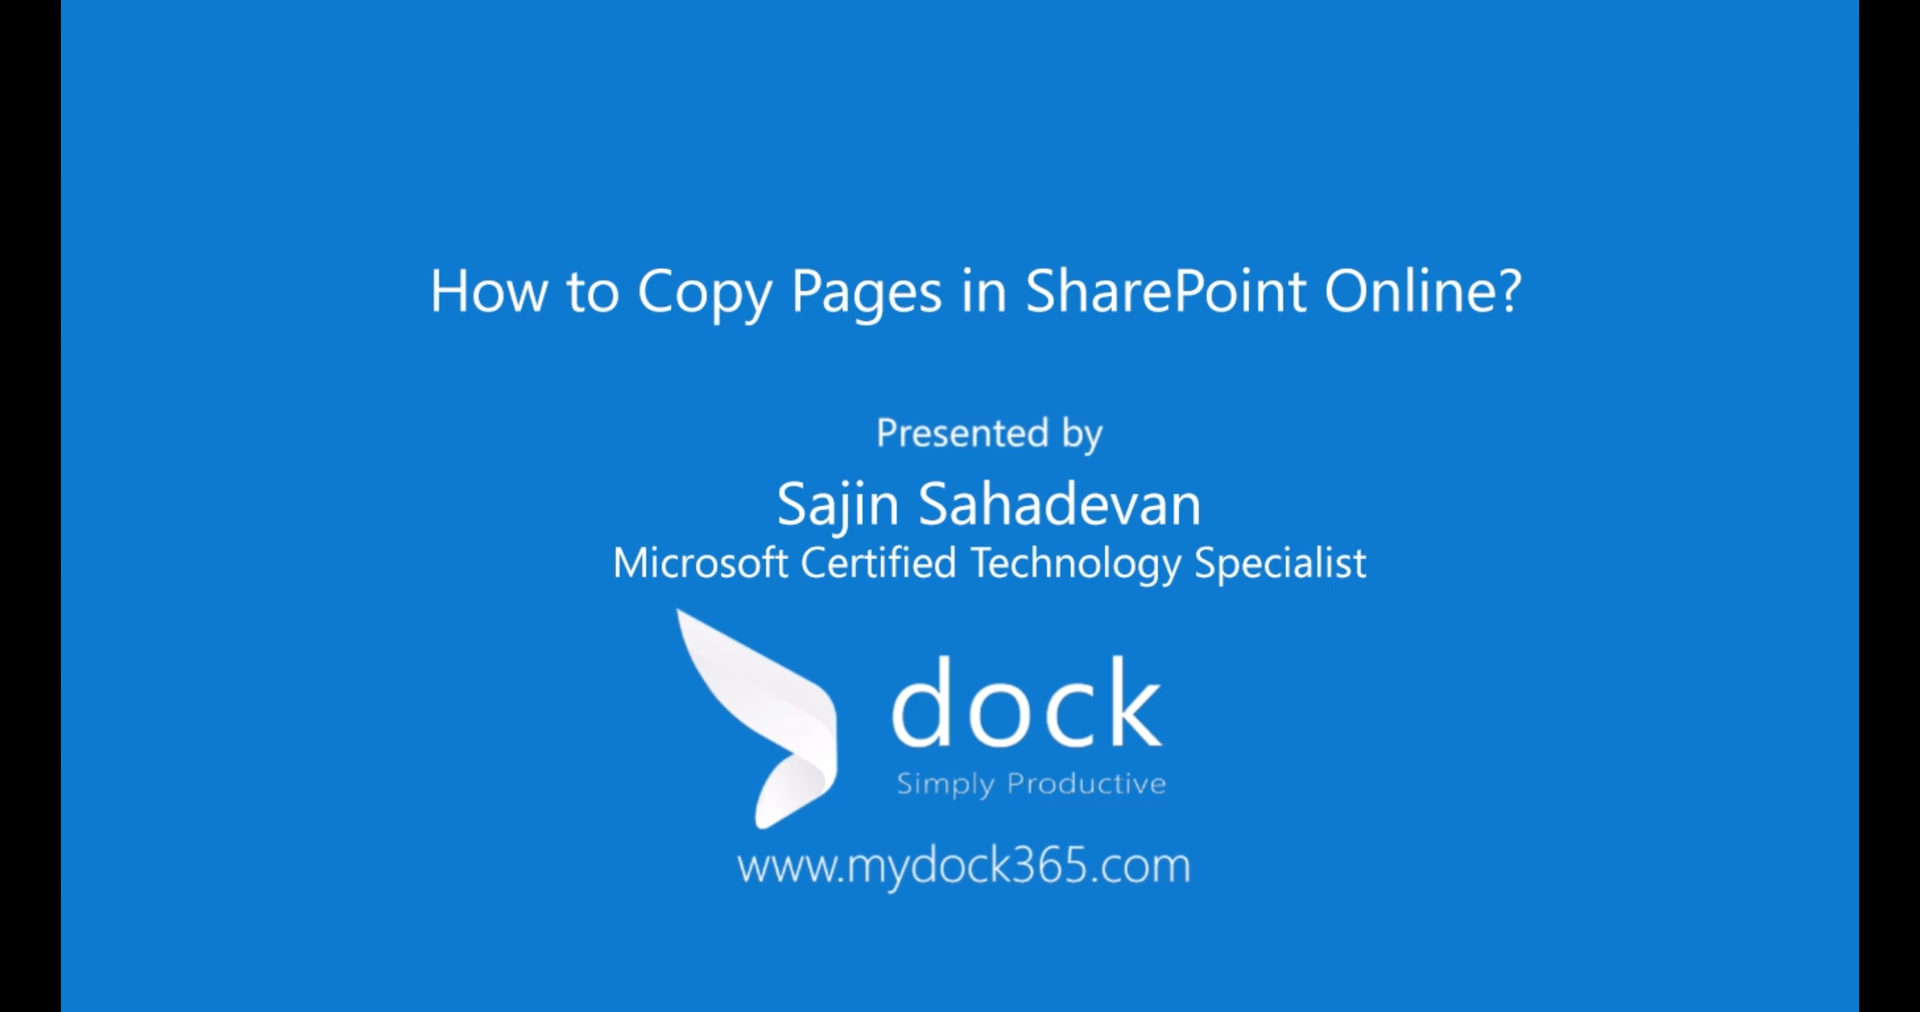 How to Copy Pages in SharePoint Online?
Presented by
Sajin Sahadevan
Microsoft Certified Technology Specialist
dock
Simply Productive
www.mydock365.com